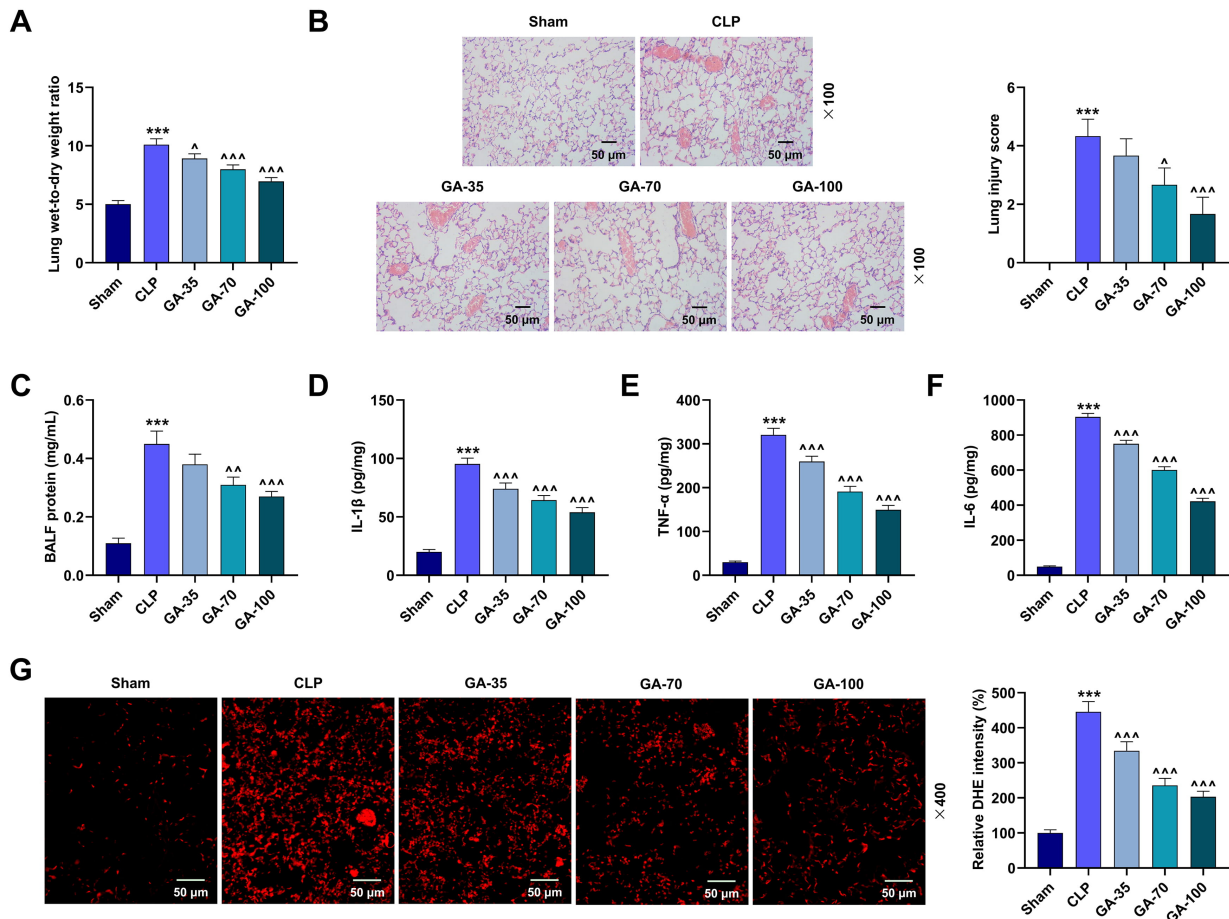 A
Lung wet-to-dry weight ratio
15
10
5
0
***
^
^^^
^^^
Sham
CLP
GA-35
GA-70
GA-100
B
Sham
CLP
50 μm
50 μm
×100
GA-35
GA-70
GA-100
50 μm
50 μm
50 μm
×100
Lung injury score
6
4
2
0
***
^
^^^
Sham
CLP
GA-35
GA-70
GA-100
C
BALF protein (mg/mL)
0.6
0.4
0.2
0.0
***
^^
^^^
Sham
CLP
GA-35
GA-70
GA-100
D
IL-1β (pg/mg)
150
100
50
0
***
^^^
^^^
^^^
Sham
CLP
GA-35
GA-70
GA-100
E
TNF-α (pg/mg)
400
300
200
100
0
***
^^^
^^^
^^^
Sham
CLP
GA-35
GA-70
GA-100
F
IL-6 (pg/mg)
1000
800
600
400
200
0
***
^^^
^^^
^^^
Sham
CLP
GA-35
GA-70
GA-100
G
Sham
CLP
GA-35
GA-70
GA-100
50 μm
50 μm
50 μm
50 μm
50 μm
×400
Relative DHE intensity (%)
500
400
300
200
100
0
***
^^^
^^^
^^^
Sham
CLP
GA-35
GA-70
GA-100